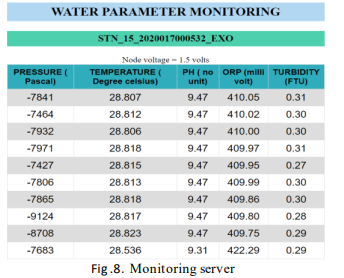 WATER PARAMETER MONITORING
STN_15_2020017000532_EXO
Node voltage = 1.5 volts
PRESSURE ( Pascal) TEMPERATURE ( Degree celsius) PH ( no unit) ORP (milli volt) TURBIDITY (FTU)
-7841 28.807 9.47 410.05 0.31
-7464 28.812 9.47 410.02 0.30
-7932 28.806 9.47 410.00 0.30
-7971 28.818 9.47 409.97 0.31
-7427 28.815 9.47 409.95 0.27
-7806 28.813 9.47 409.99 0.30
-7865 28.818 9.47 409.86 0.30
-9124 28.817 9.47 409.80 0.28
-8708 28.823 9.47 409.75 0.29
-7683 28.536 9.31 422.29 0.29
Fig.8. Monitoring server